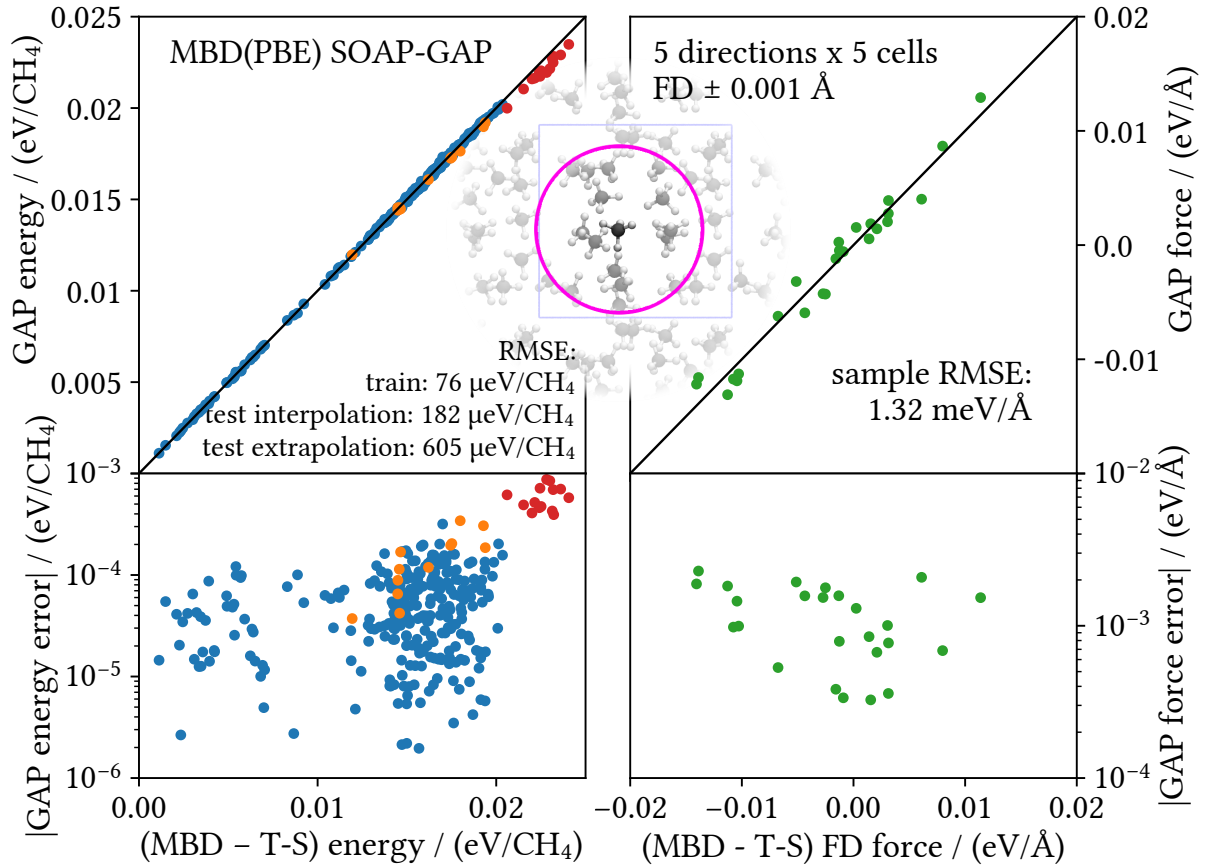 MBD(PBE) SOAP-GAP
RMSE:
train: 76 µeV/CH₄
test interpolation: 182 µeV/CH₄
test extrapolation: 605 µeV/CH₄
GAP energy / (eV/CH₄)
0.025
0.020
0.015
0.010
0.005
5 directions x 5 cells
FD ± 0.001 Å
sample RMSE:
1.32 meV/Å
0.02
0.01
0.0
-0.01
GAP force / (eV/Å)
|GAP energy error| / (eV/CH₄)
10⁻³
10⁻⁴
10⁻⁵
10⁻⁶
0.00 0.01 0.02
(MBD − T-S) energy / (eV/CH₄)
10⁻²
10⁻³
10⁻⁴
|GAP force error| / (eV/Å)
−0.02 −0.01 0.00 0.01 0.02
(MBD - T-S) FD force / (eV/Å)